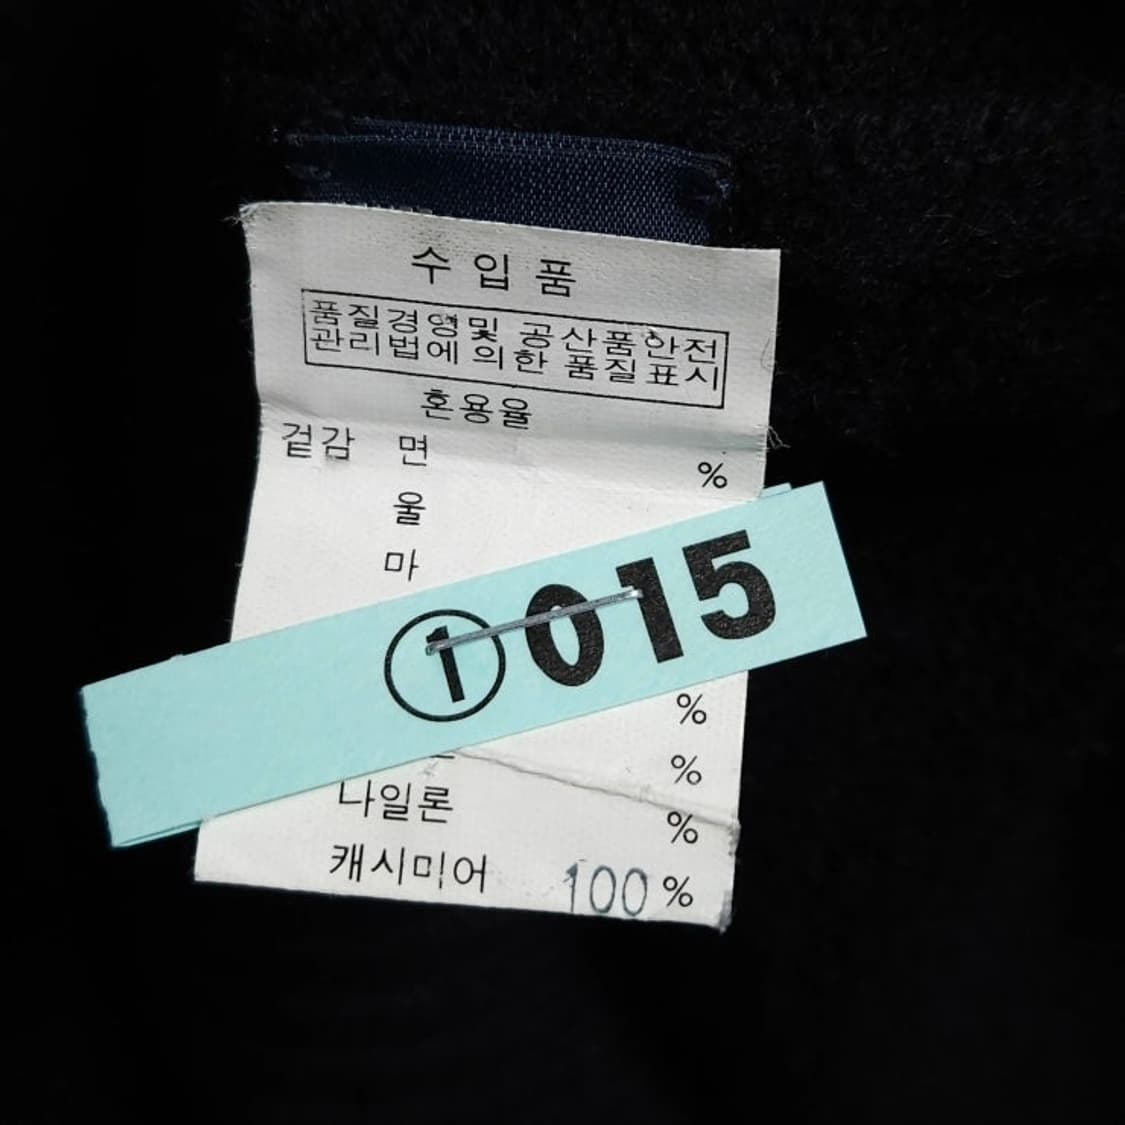 수입품
품질경영및 공산품안전
관리법에 의한 품질표시
혼용율
겉감 면 %
울
마
① 015
%
%
나일론 %
캐시미어 100 %